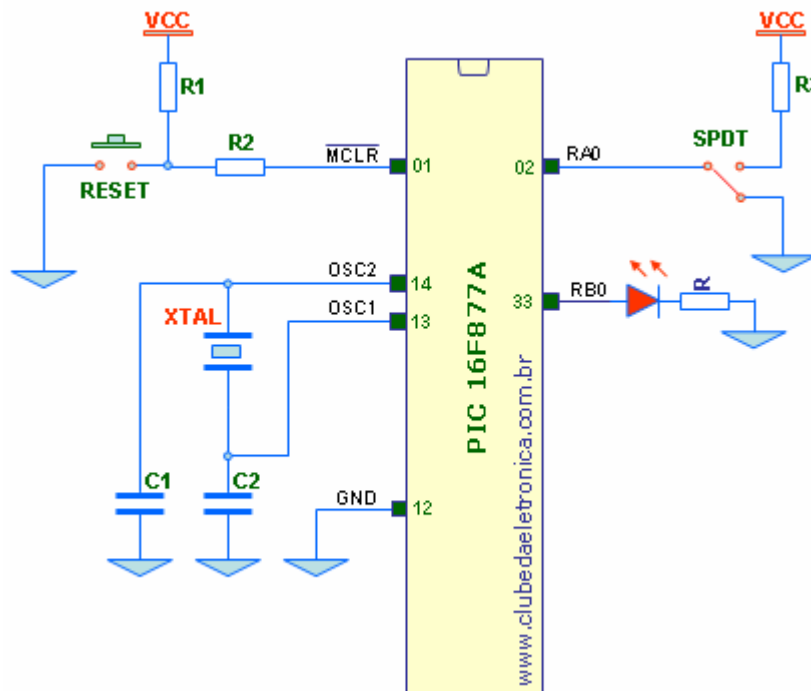 VCC
VCC
R1
R2
MCLR
RESET
01
02
RA0
SPDT
OSC2
14
OSC1
13
XTAL
33
RB0
R
C1
C2
GND
12
PIC 16F877A
www.clubedaeletronica.com.br